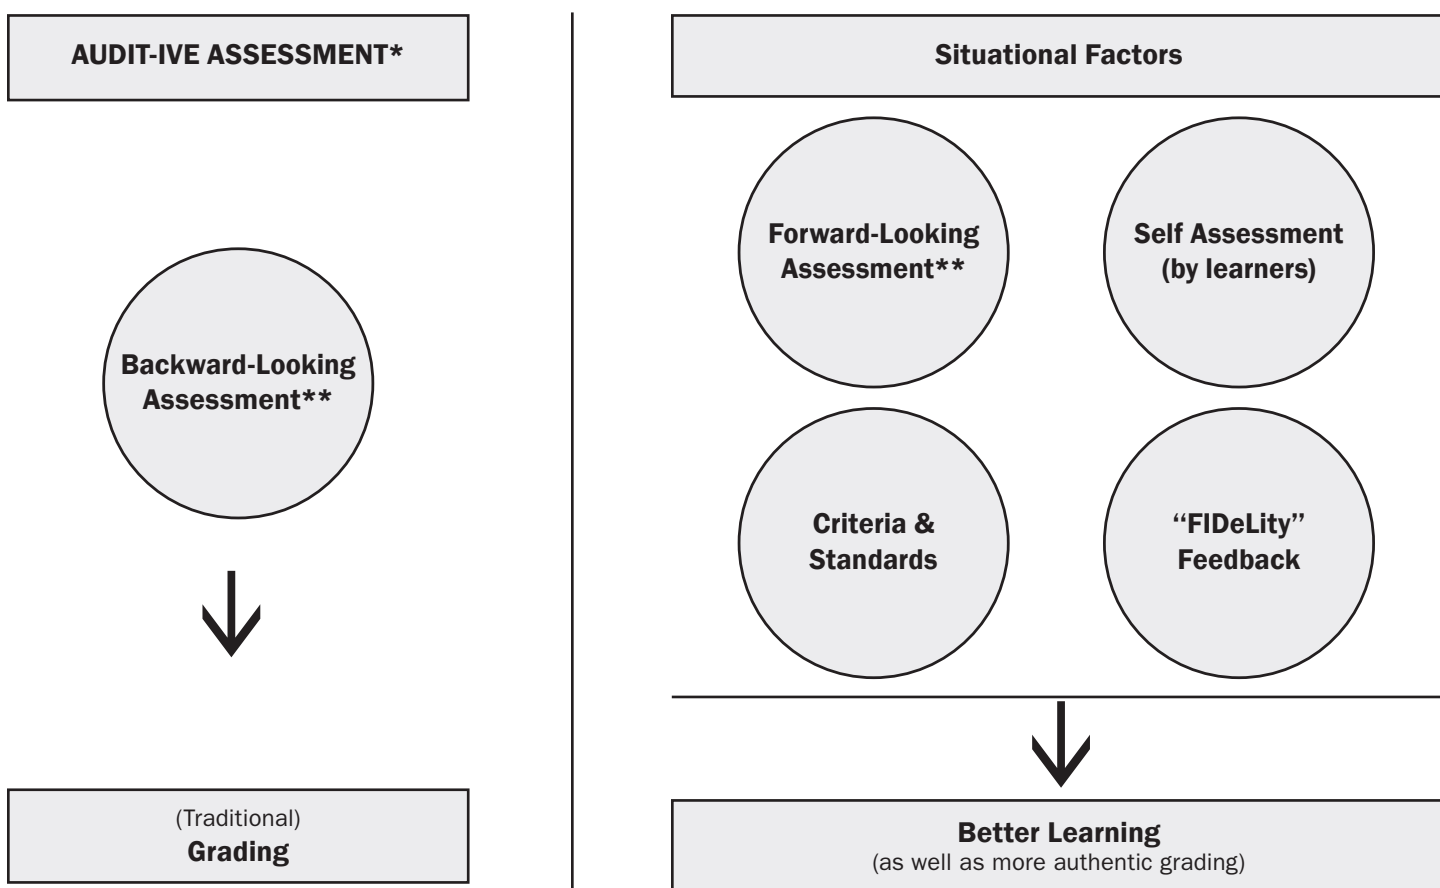 AUDIT-IVE ASSESSMENT*
Backward-Looking
Assessment**
(Traditional)
Grading
Situational Factors
Forward-Looking
Assessment**
Self Assessment
(by learners)
Criteria &
Standards
“FIDeLity”
Feedback
Better Learning
(as well as more authentic grading)